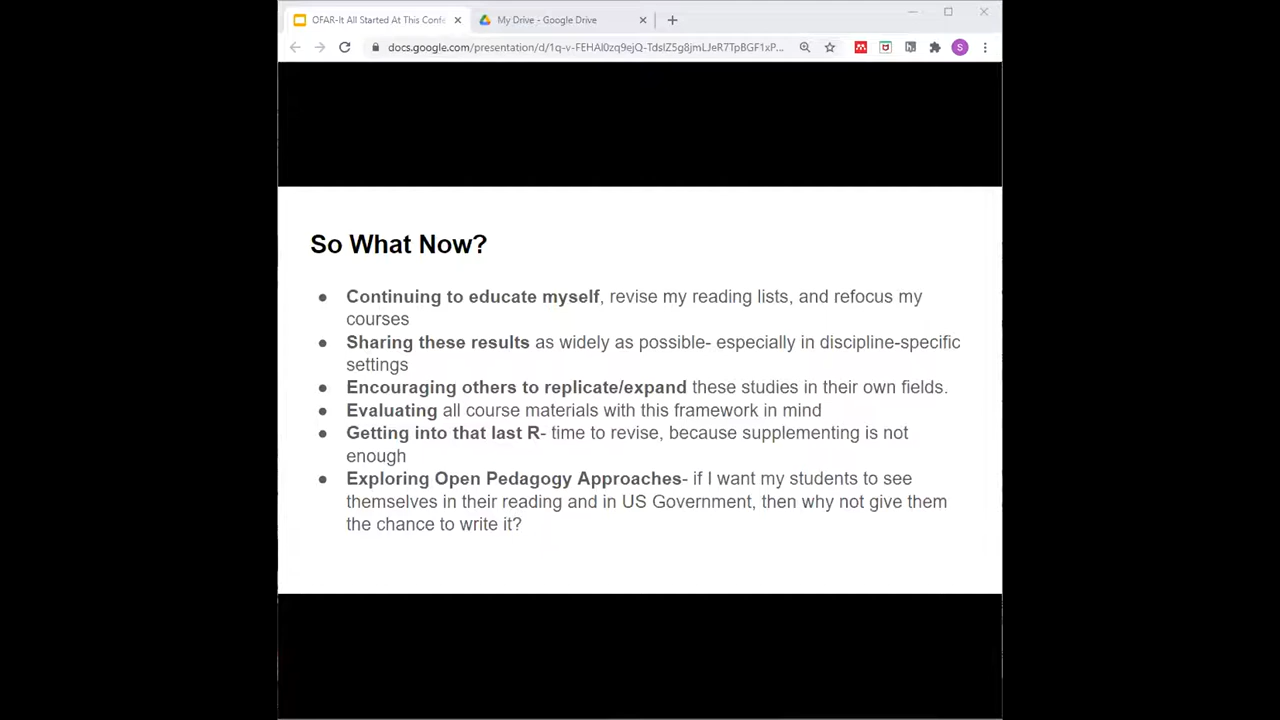 OFAR-It All Started At This Confe
My Drive - Google Drive
docs.google.com/presentation/d/1q-v-FEHAl0zq9ejQ-TdsIZ5g8jmLJeR7TpBGF1xP...
S
So What Now?
● Continuing to educate myself, revise my reading lists, and refocus my
courses
● Sharing these results as widely as possible- especially in discipline-specific
settings
● Encouraging others to replicate/expand these studies in their own fields.
● Evaluating all course materials with this framework in mind
● Getting into that last R- time to revise, because supplementing is not
enough
● Exploring Open Pedagogy Approaches- if I want my students to see
themselves in their reading and in US Government, then why not give them
the chance to write it?